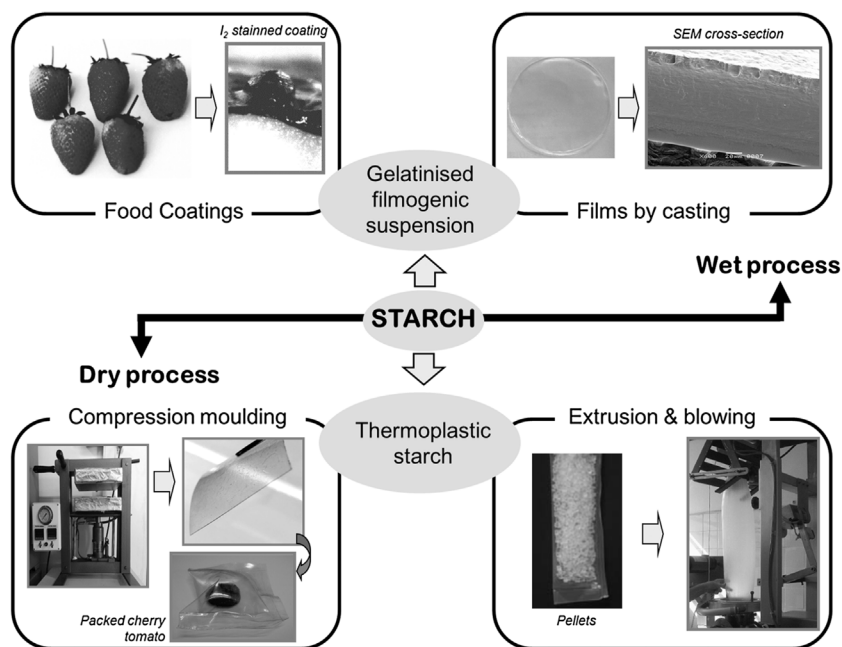 I2 stainned coating
SEM cross-section
Food Coatings
Gelatinised
filmogenic
suspension
Films by casting
Wet process
STARCH
Dry process
Compression moulding
Thermoplastic
starch
Extrusion & blowing
Packed cherry
tomato
Pellets